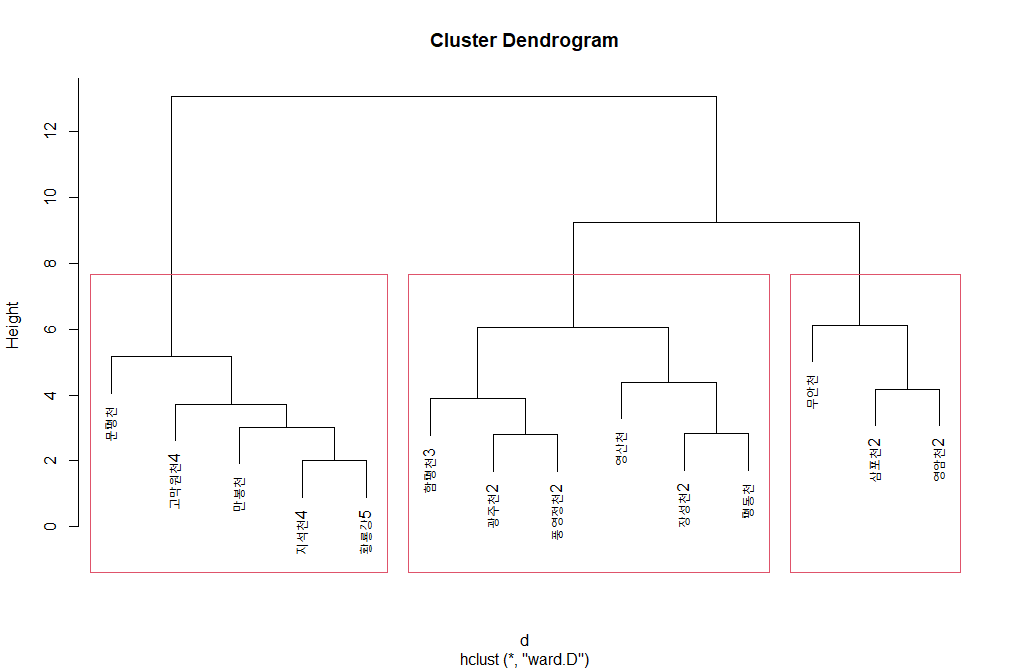 Cluster Dendrogram
Height
0
2
4
6
8
10
12
문평천
고막원천4
만봉천
지석천4
황룡강5
함평천3
광주천2
풍영정천2
영산천
장성천2
평동천
무안천
삼포천2
영암천2
d
hclust (*, "ward.D")